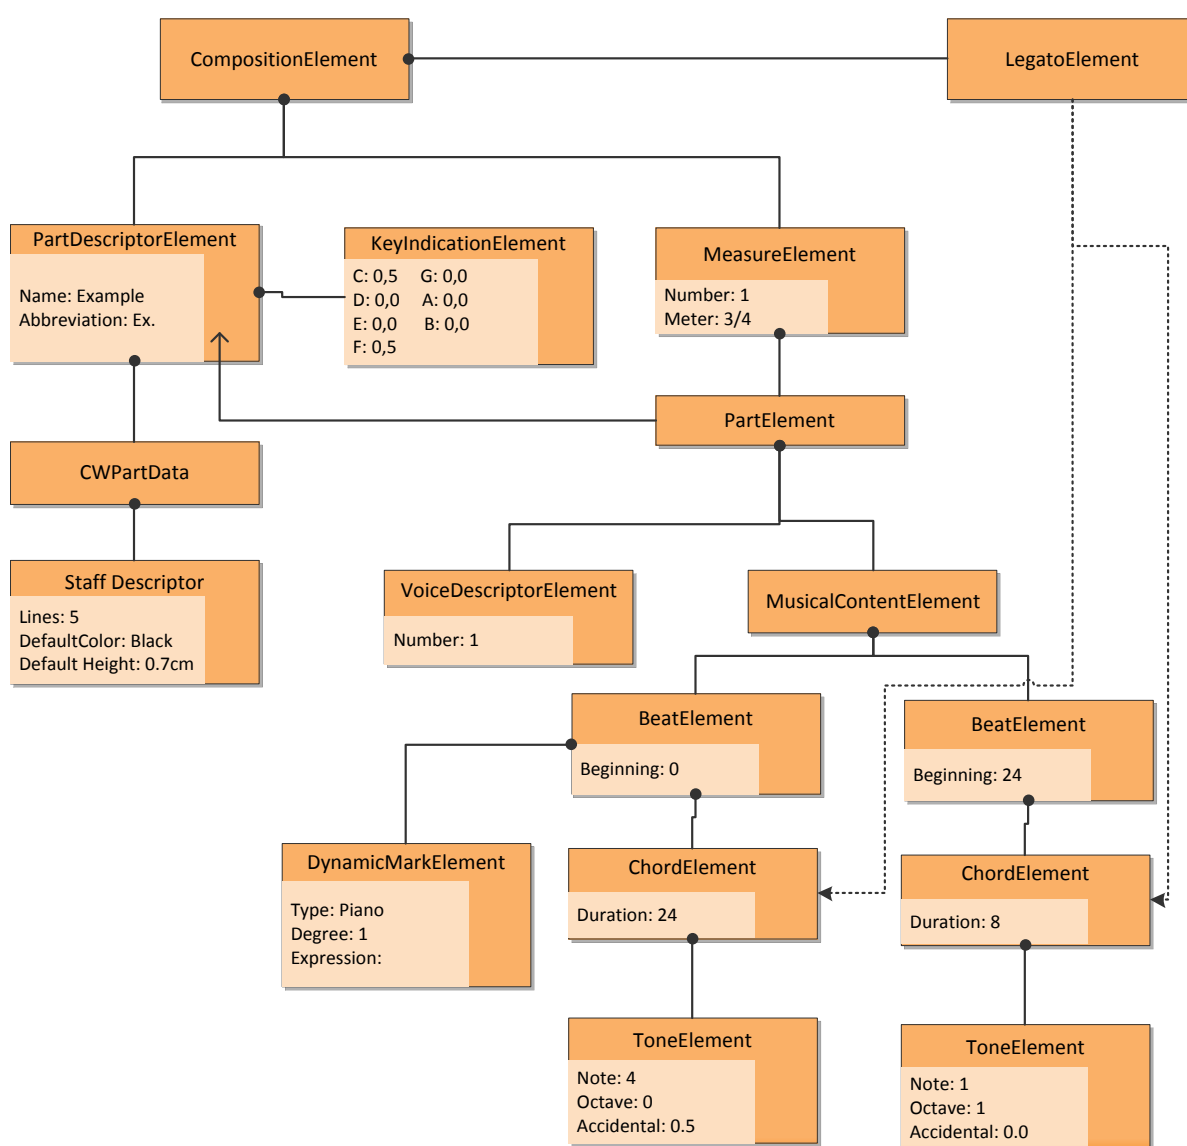 CompositionElement
LegatoElement
PartDescriptorElement
Name: Example
Abbreviation: Ex.
KeyIndicationElement
C: 0,5 G: 0,0
D: 0,0 A: 0,0
E: 0,0 B: 0,0
F: 0,5
MeasureElement
Number: 1
Meter: 3/4
PartElement
CWPartData
Staff Descriptor
Lines: 5
DefaultColor: Black
Default Height: 0.7cm
VoiceDescriptorElement
Number: 1
MusicalContentElement
BeatElement
Beginning: 0
BeatElement
Beginning: 24
DynamicMarkElement
Type: Piano
Degree: 1
Expression:
ChordElement
Duration: 24
ChordElement
Duration: 8
ToneElement
Note: 4
Octave: 0
Accidental: 0.5
ToneElement
Note: 1
Octave: 1
Accidental: 0.0